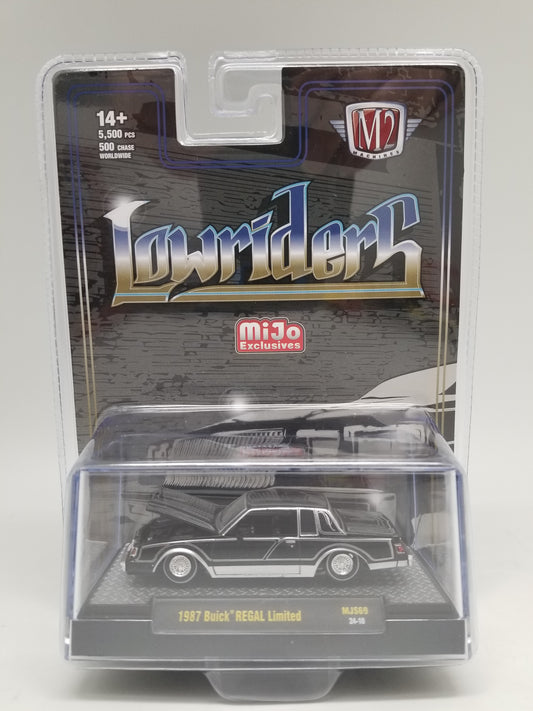 14+
5,500 PCS
500 CHASE
WORLDWIDE
M2
MACHINES
Lowriders
MiJo
Exclusives
1987 Buick® REGAL Limited
MJS69
24-18